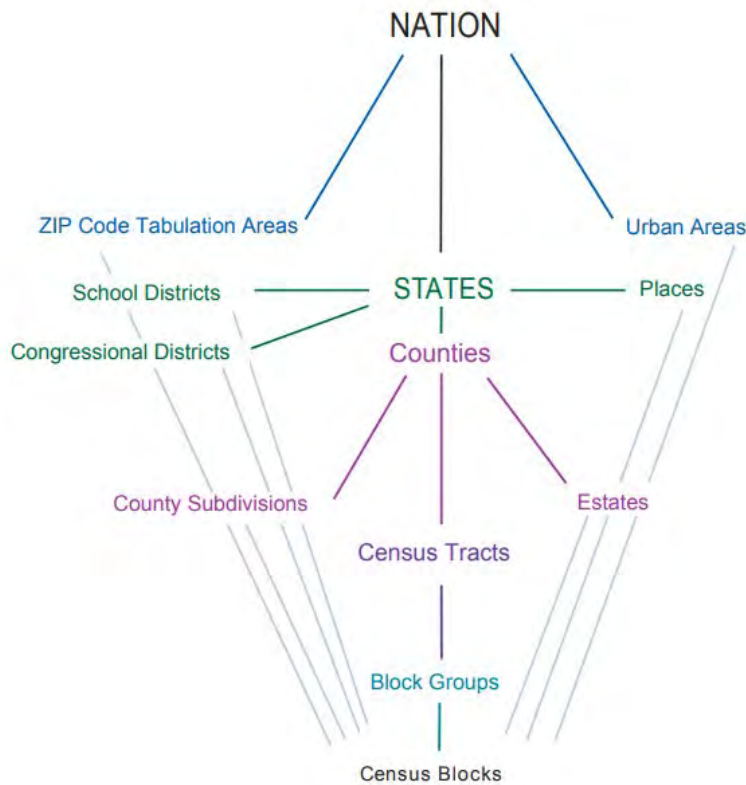 NATION
ZIP Code Tabulation Areas
Urban Areas
School Districts
STATES
Places
Congressional Districts
Counties
County Subdivisions
Estates
Census Tracts
Block Groups
Census Blocks